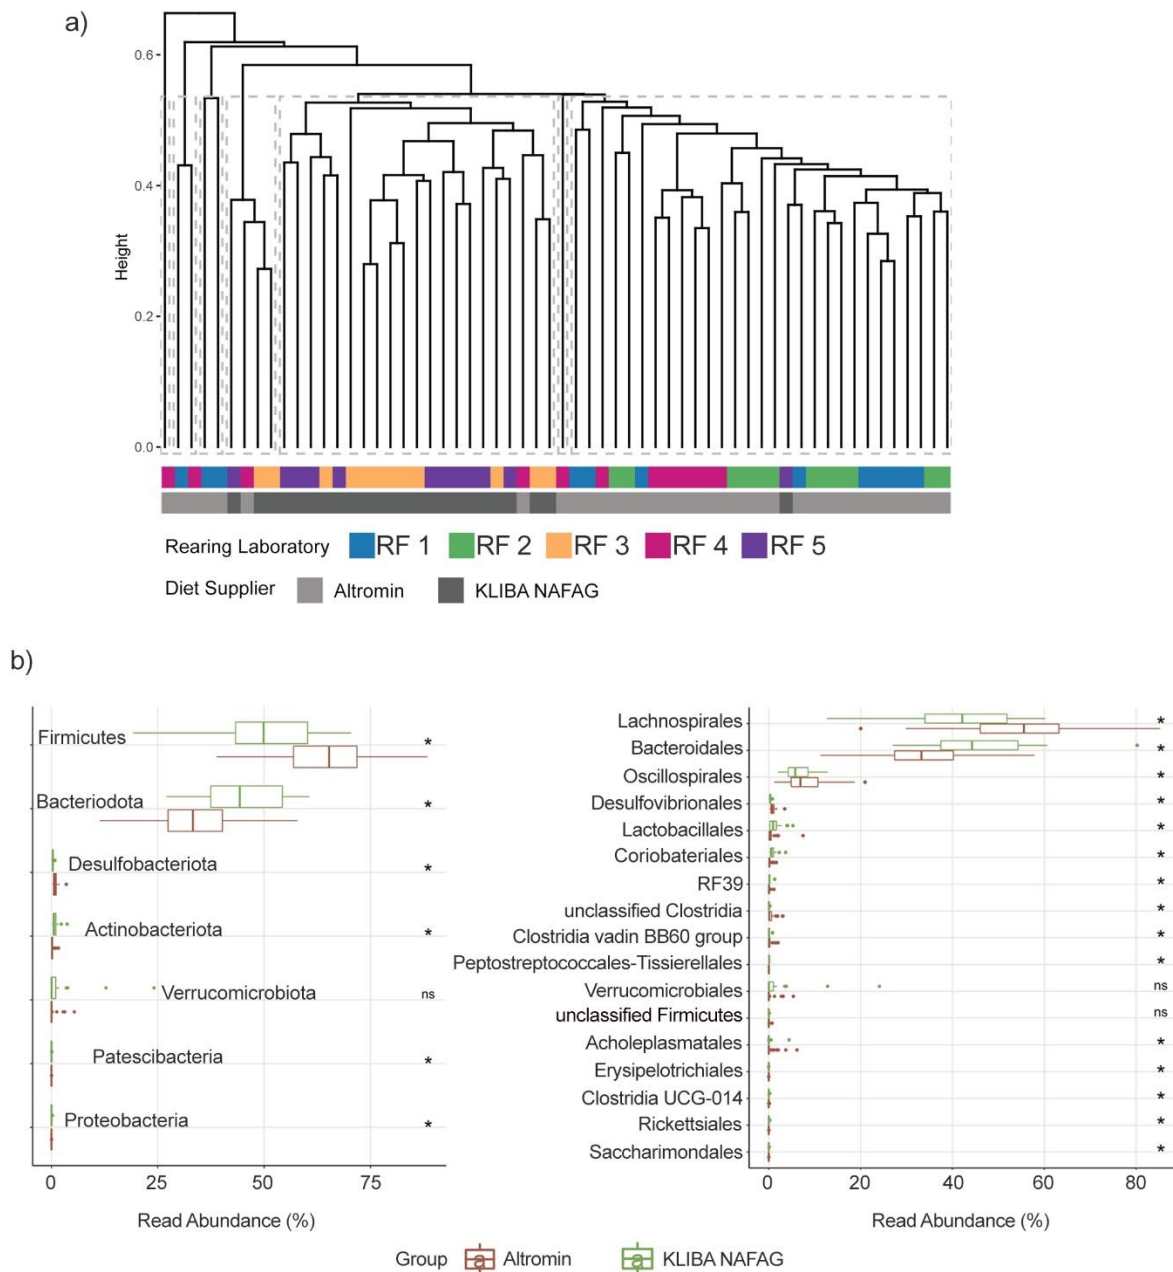 a)
0.6
0.4
Height
0.2
0.0
Rearing Laboratory RF 1 RF 2 RF 3 RF 4 RF 5
Diet Supplier Altromin KLIBA NAFAG
b)
Firmicutes *
Bacteriodota *
Desulfobacteriota *
Actinobacteriota *
Verrucomicrobiota ns
Patescibacteria *
Proteobacteria *
0 25 50 75
Read Abundance (%)
Lachnospirales *
Bacteroidales *
Oscillospirales *
Desulfovibrionales *
Lactobacillales *
Coriobateriales *
RF39 *
unclassified Clostridia *
Clostridia vadin BB60 group *
Peptostreptococcales-Tissierellales *
Verrucomicrobiales ns
unclassified Firmicutes ns
Acholeplasmatales *
Erysipelotrichiales *
Clostridia UCG-014 *
Rickettsiales *
Saccharimondales *
0 20 40 60 80
Read Abundance (%)
Group a Altromin a KLIBA NAFAG